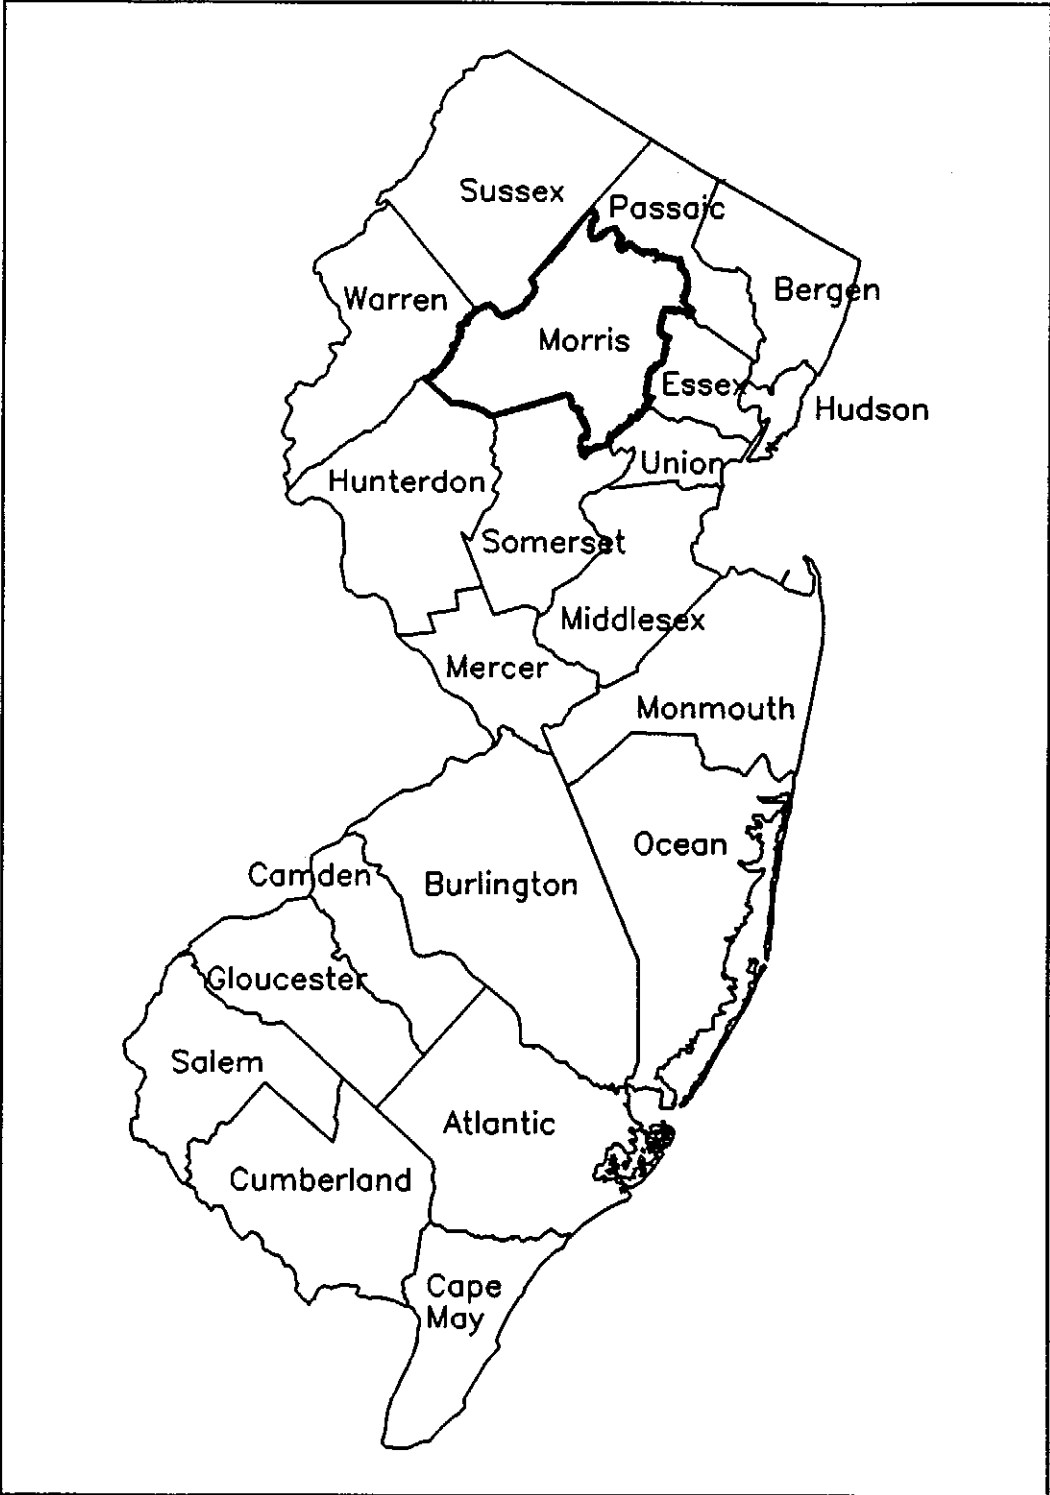 Sussex
Passaic
Bergen
Warren
Morris
Essex
Hudson
Union
Hunterdon
Somerset
Middlesex
Mercer
Monmouth
Ocean
Camden
Burlington
Gloucester
Salem
Atlantic
Cumberland
Cape
May